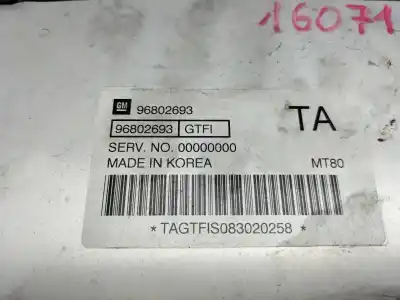 16071
GM 96802693
96802693 GTFI TA
SERV. NO. 00000000
MADE IN KOREA MT80
* TAGTFIS083020258 *